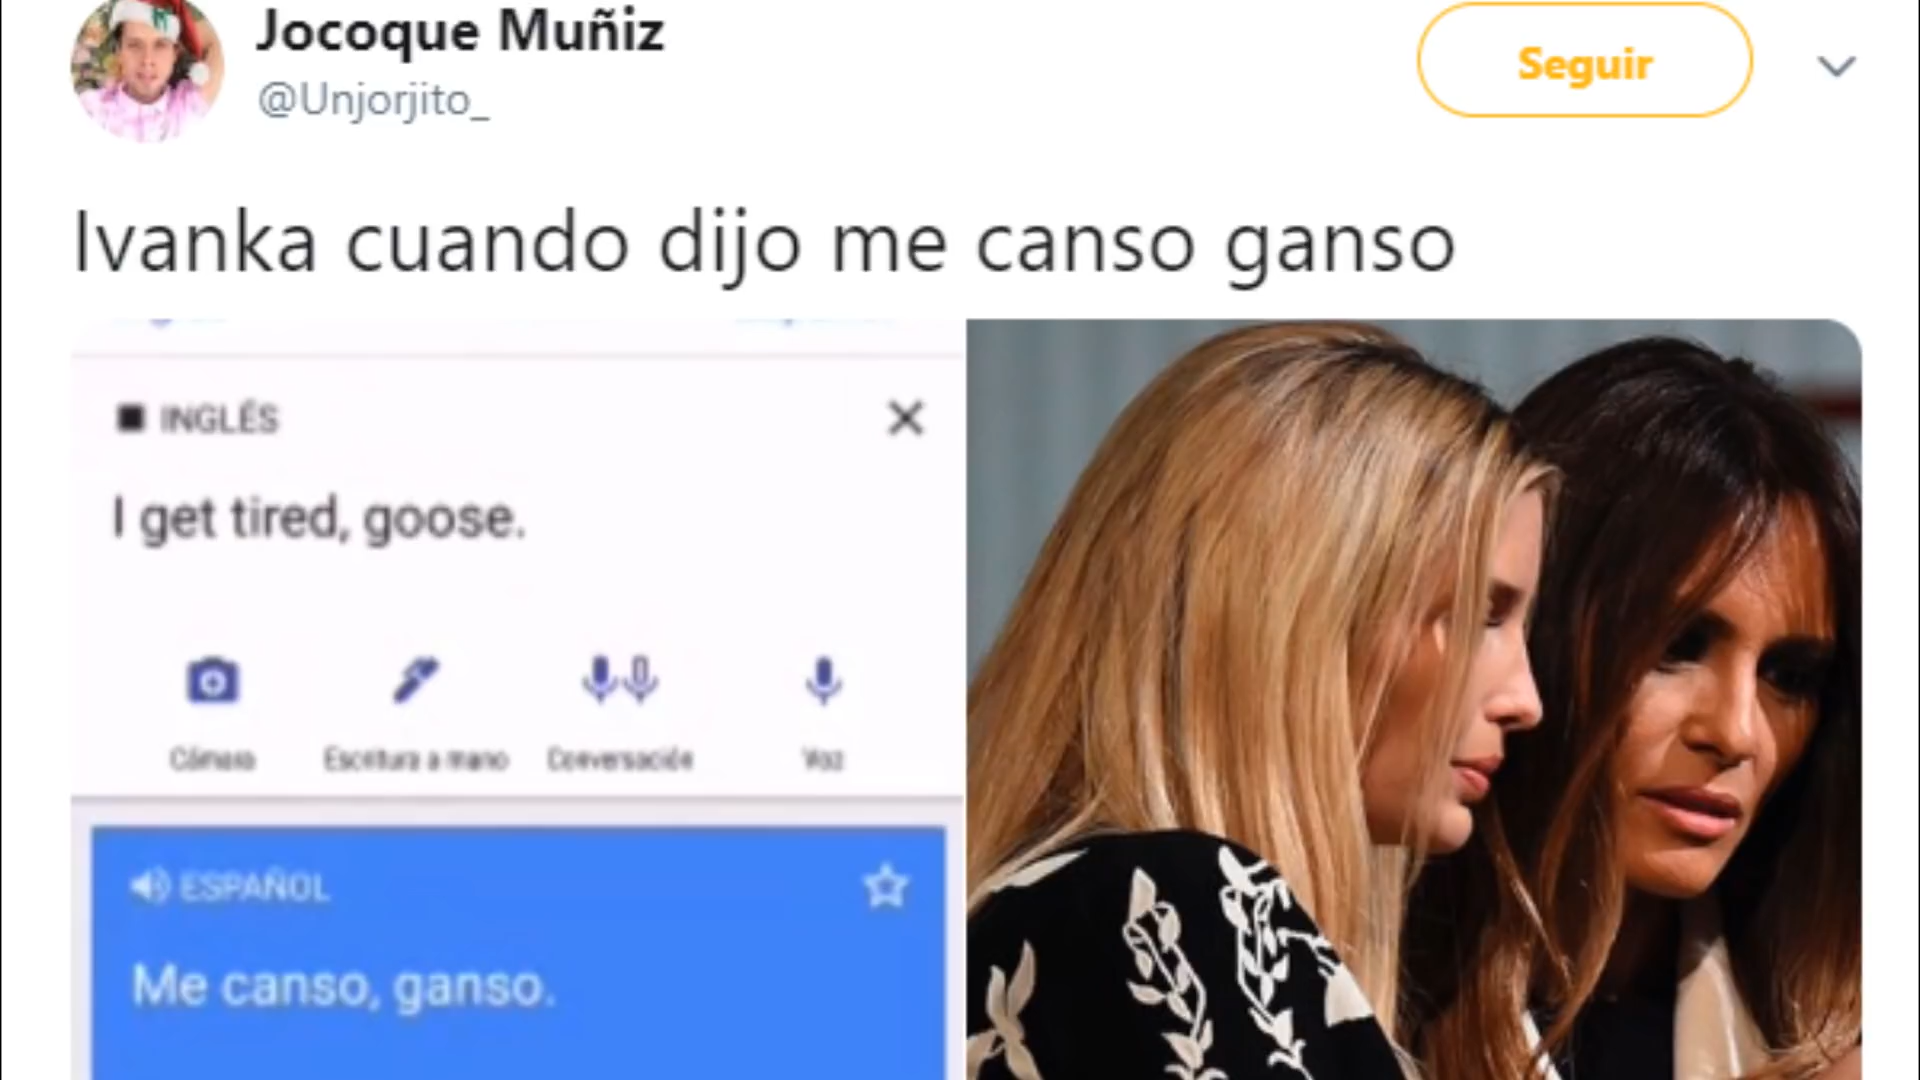 Jocoque Muñiz
@Unjorjito_
Seguir
Ivanka cuando dijo me canso ganso
INGLÉS
I get tired, goose.
Cámara Escritura a mano Conversación Voz
ESPAÑOL
Me canso, ganso.